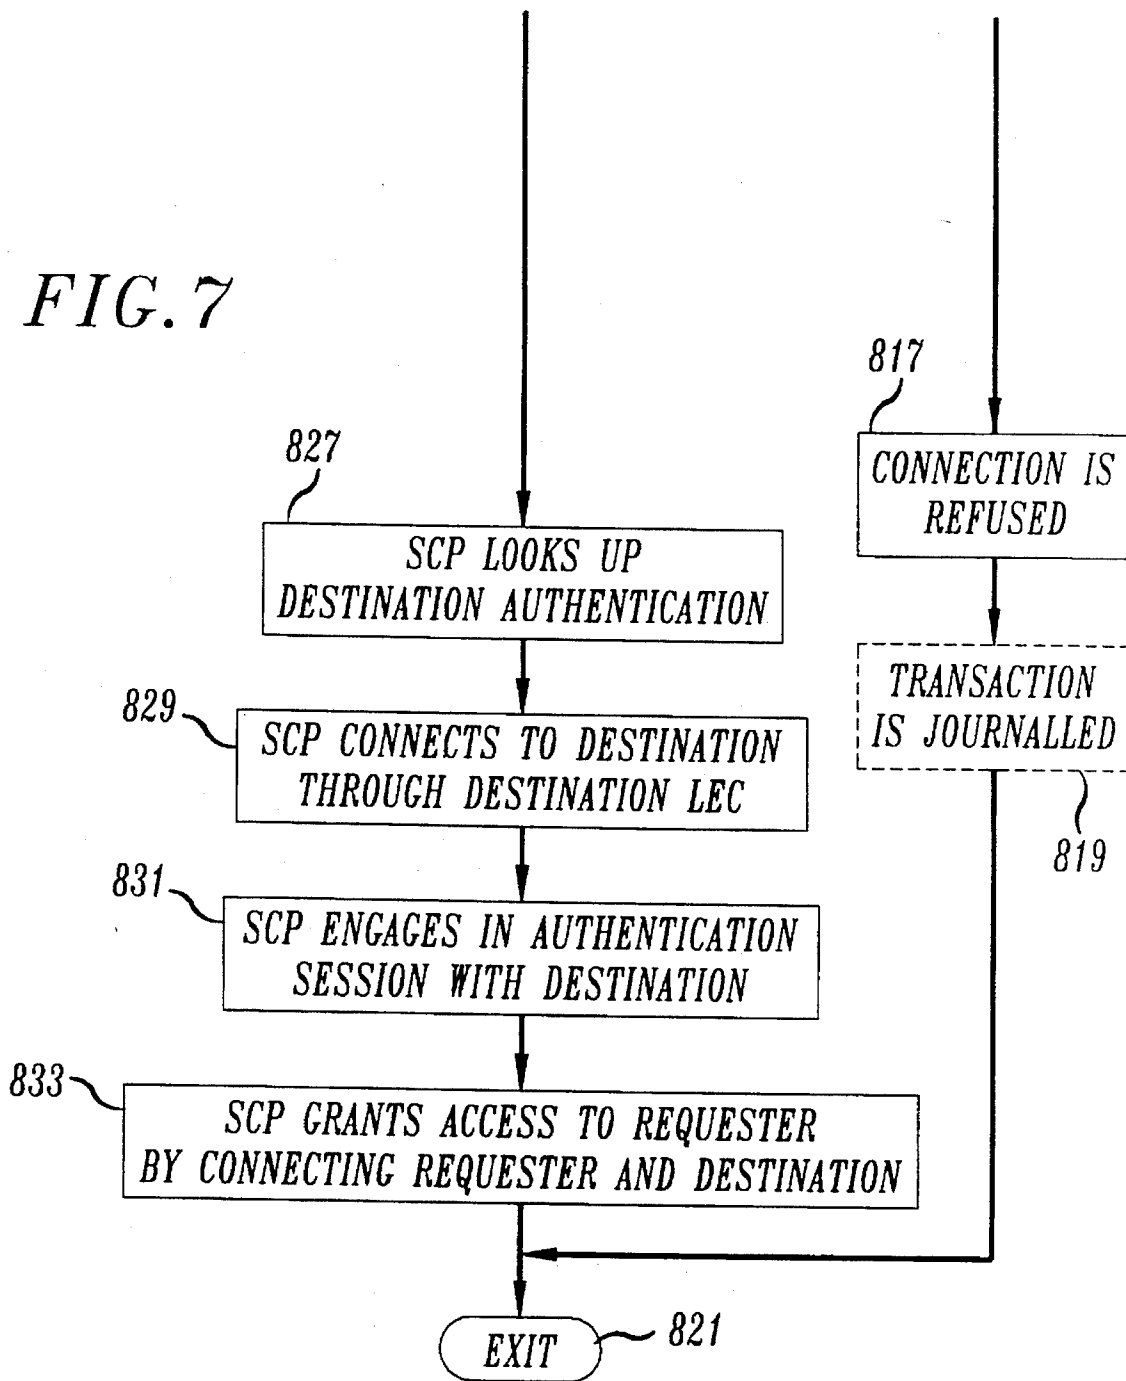 FIG. 7
817
CONNECTION IS
REFUSED
827
SCP LOOKS UP
DESTINATION AUTHENTICATION
TRANSACTION
IS JOURNALLED
819
829
SCP CONNECTS TO DESTINATION
THROUGH DESTINATION LEC
831
SCP ENGAGES IN AUTHENTICATION
SESSION WITH DESTINATION
833
SCP GRANTS ACCESS TO REQUESTER
BY CONNECTING REQUESTER AND DESTINATION
EXIT
821